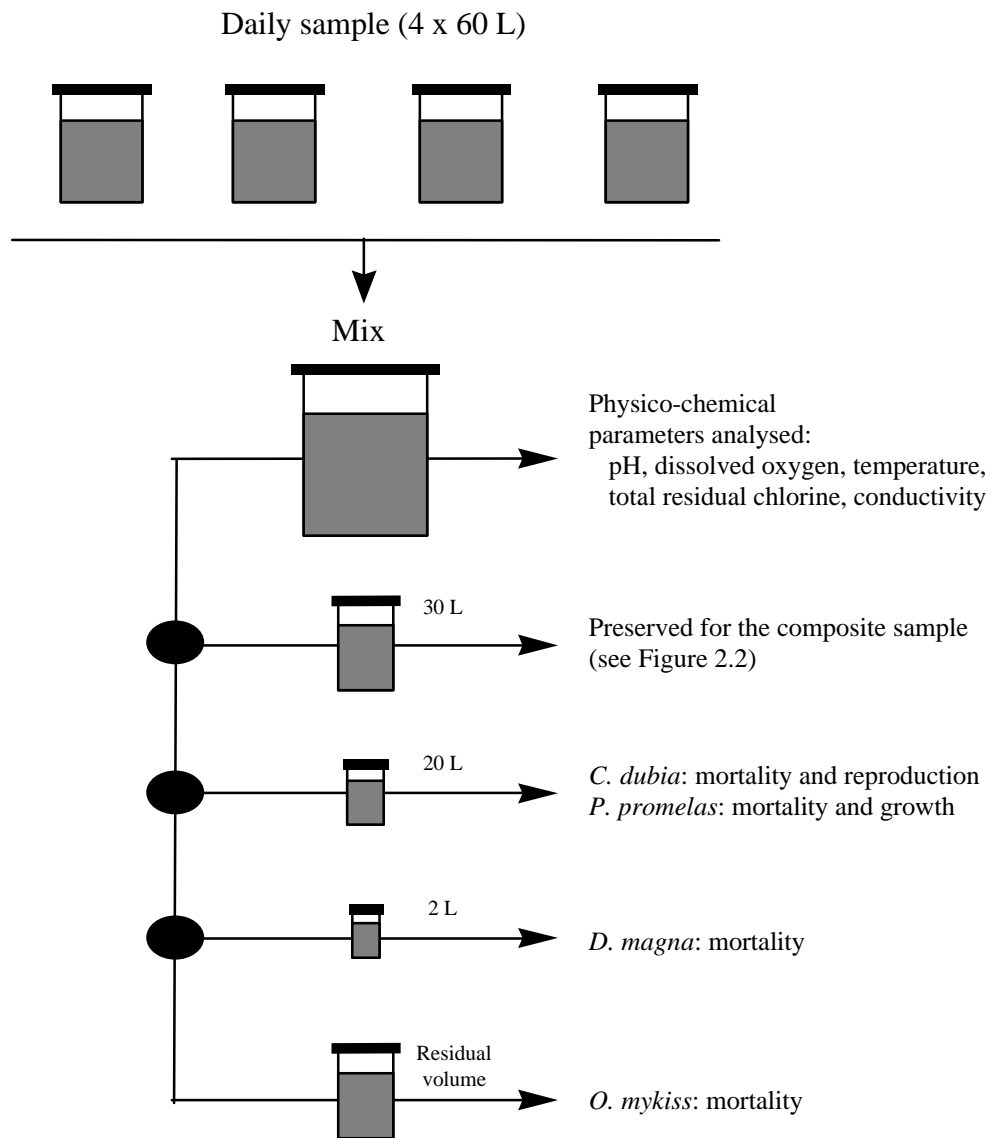 Daily sample (4 x 60 L)
Mix
Physico-chemical
parameters analysed:
pH, dissolved oxygen, temperature,
total residual chlorine, conductivity
30 L
Preserved for the composite sample
(see Figure 2.2)
20 L
C. dubia: mortality and reproduction
P. promelas: mortality and growth
2 L
D. magna: mortality
Residual
volume
O. mykiss: mortality